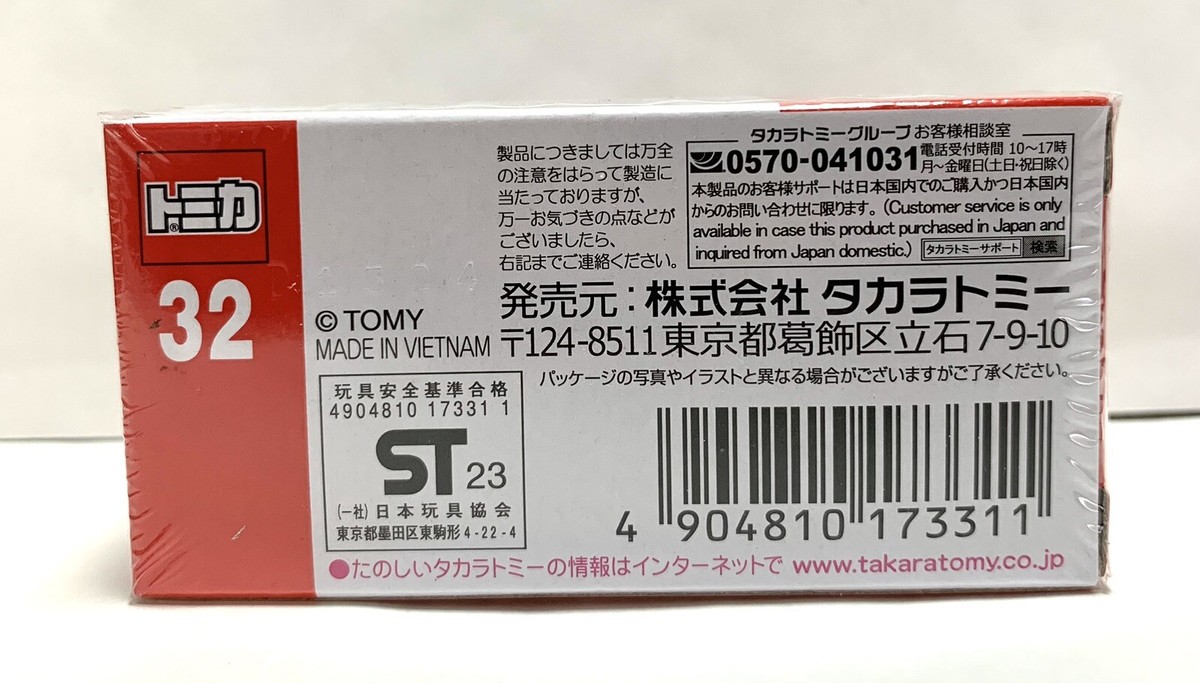 トミカ®
32
製品につきましては万全
の注意をはらって製造に
当たっておりますが、
万一お気づきの点などが
ございましたら、
右記までご連絡ください。
タカラトミーグループ お客様相談室
0570-041031 電話受付時間 10〜17時
月〜金曜日(土日・祝日除く)
本製品のお客様サポートは日本国内でのご購入かつ日本国内
からのお問い合わせに限ります。(Customer service is only
available in case this product purchased in Japan and
inquired from Japan domestic.) タカラトミーサポート 検索
© TOMY
MADE IN VIETNAM
発売元：株式会社 タカラトミー
〒124-8511 東京都葛飾区立石 7-9-10
パッケージの写真やイラストと異なる場合がございますがご了承ください。
玩具安全基準合格
4904810 17331 1
ST 23
(一社) 日本玩具協会
東京都墨田区東駒形 4-22-4
4 904810 173311
●たのしいタカラトミーの情報はインターネットで www.takaratomy.co.jp